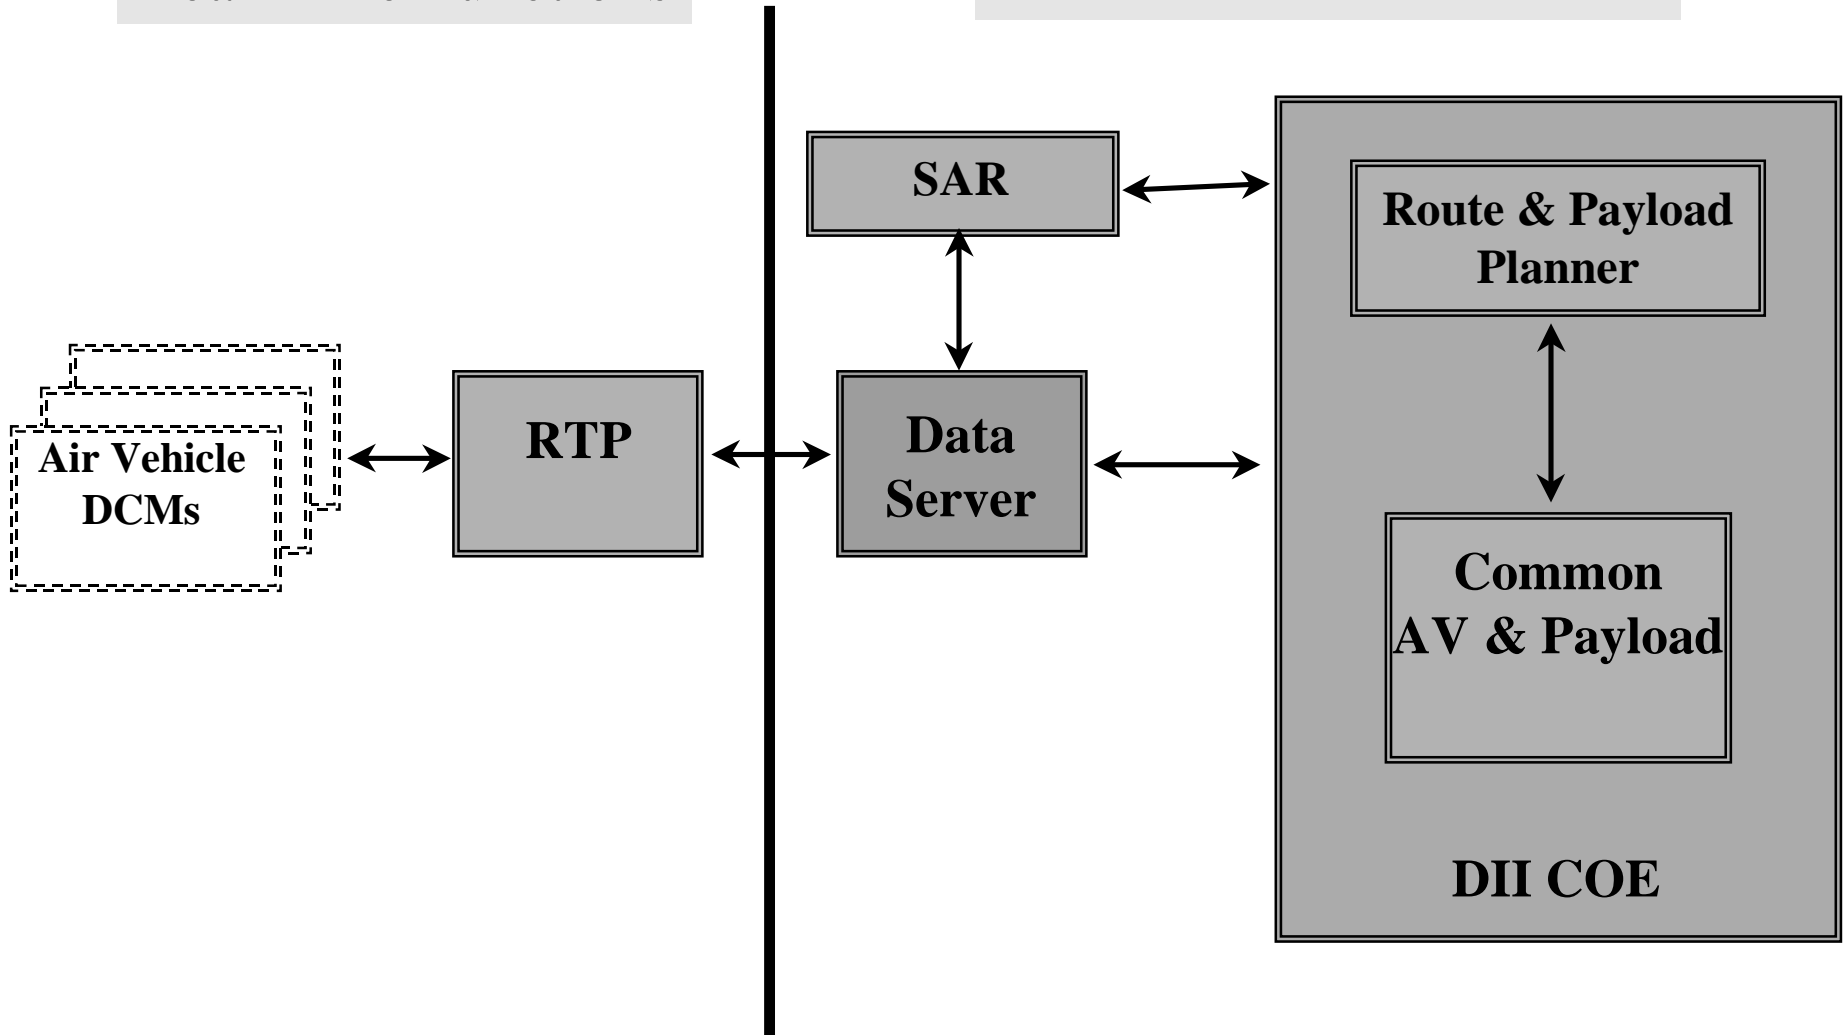 SAR
Route & Payload
Planner
Air Vehicle
DCMs
RTP
Data
Server
Common
AV & Payload
DII COE